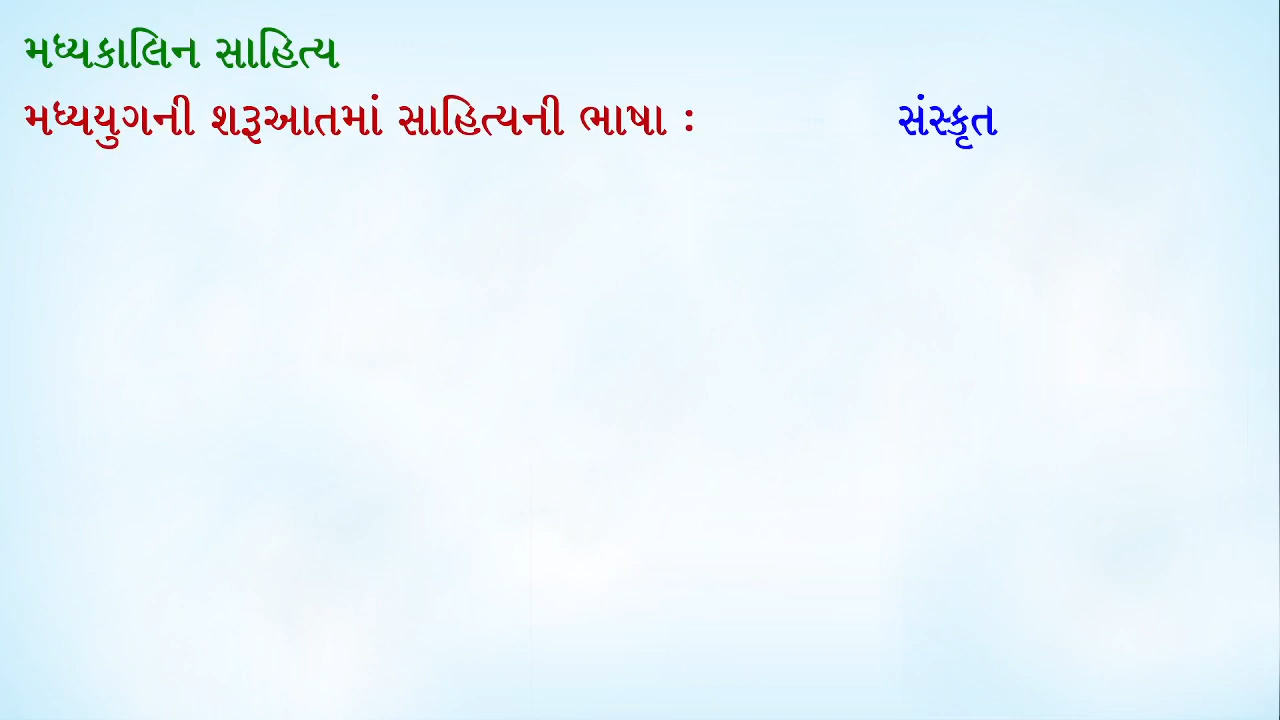 મધ્યકાલિન સાહિત્ય
મધ્યયુગની શરૂઆતમાં સાહિત્યની ભાષા : સંસ્કૃત